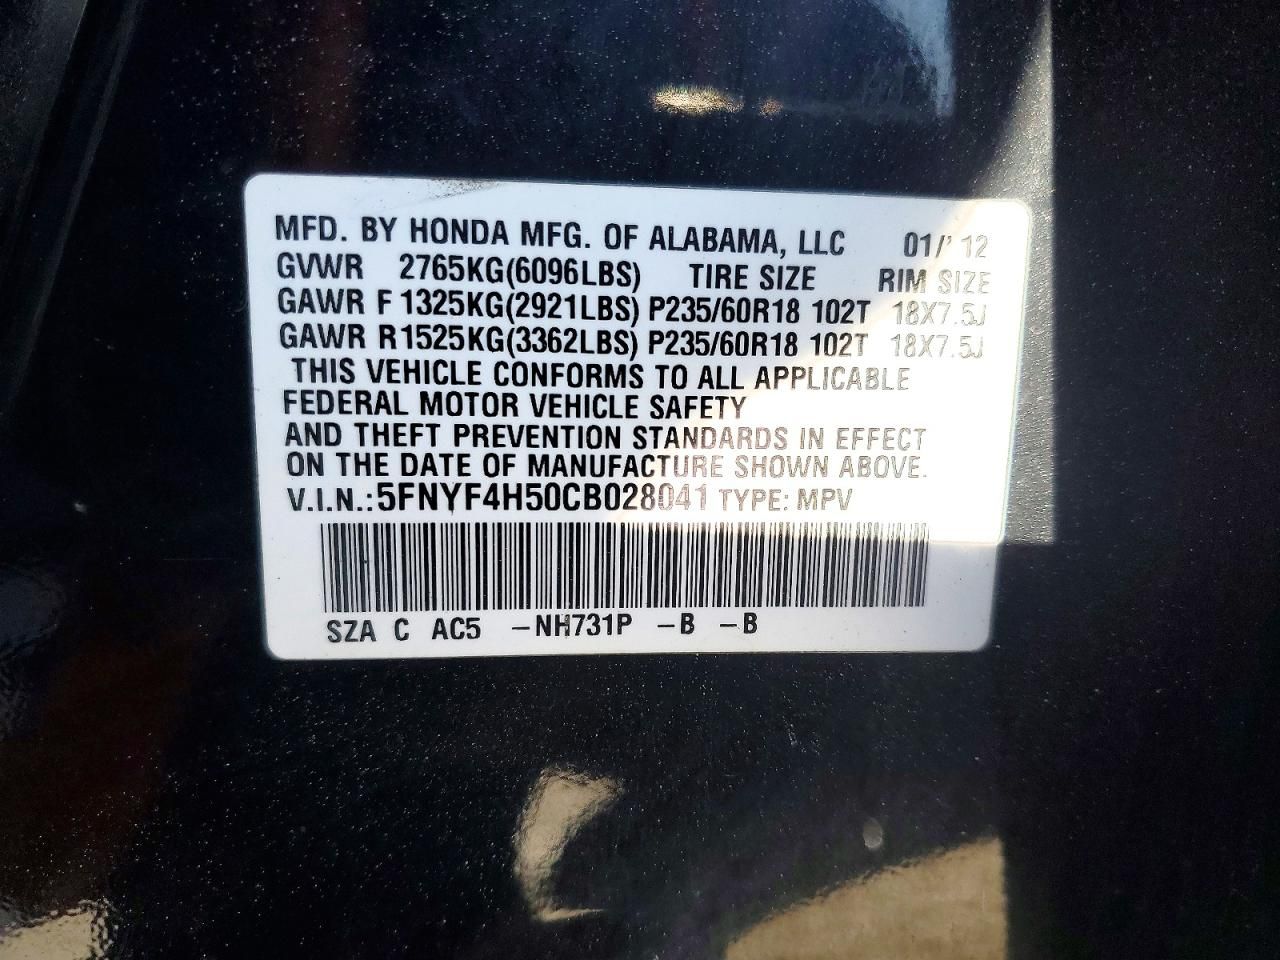 MFD. BY HONDA MFG. OF ALABAMA, LLC 01/'12
GVWR 2765KG(6096LBS) TIRE SIZE RIM SIZE
GAWR F 1325KG(2921LBS) P235/60R18 102T 18X7.5J
GAWR R1525KG(3362LBS) P235/60R18 102T 18X7.5J
THIS VEHICLE CONFORMS TO ALL APPLICABLE
FEDERAL MOTOR VEHICLE SAFETY
AND THEFT PREVENTION STANDARDS IN EFFECT
ON THE DATE OF MANUFACTURE SHOWN ABOVE.
V.I.N.:5FNYF4H50CB028041 TYPE: MPV
SZA C AC5 -NH731P -B -B